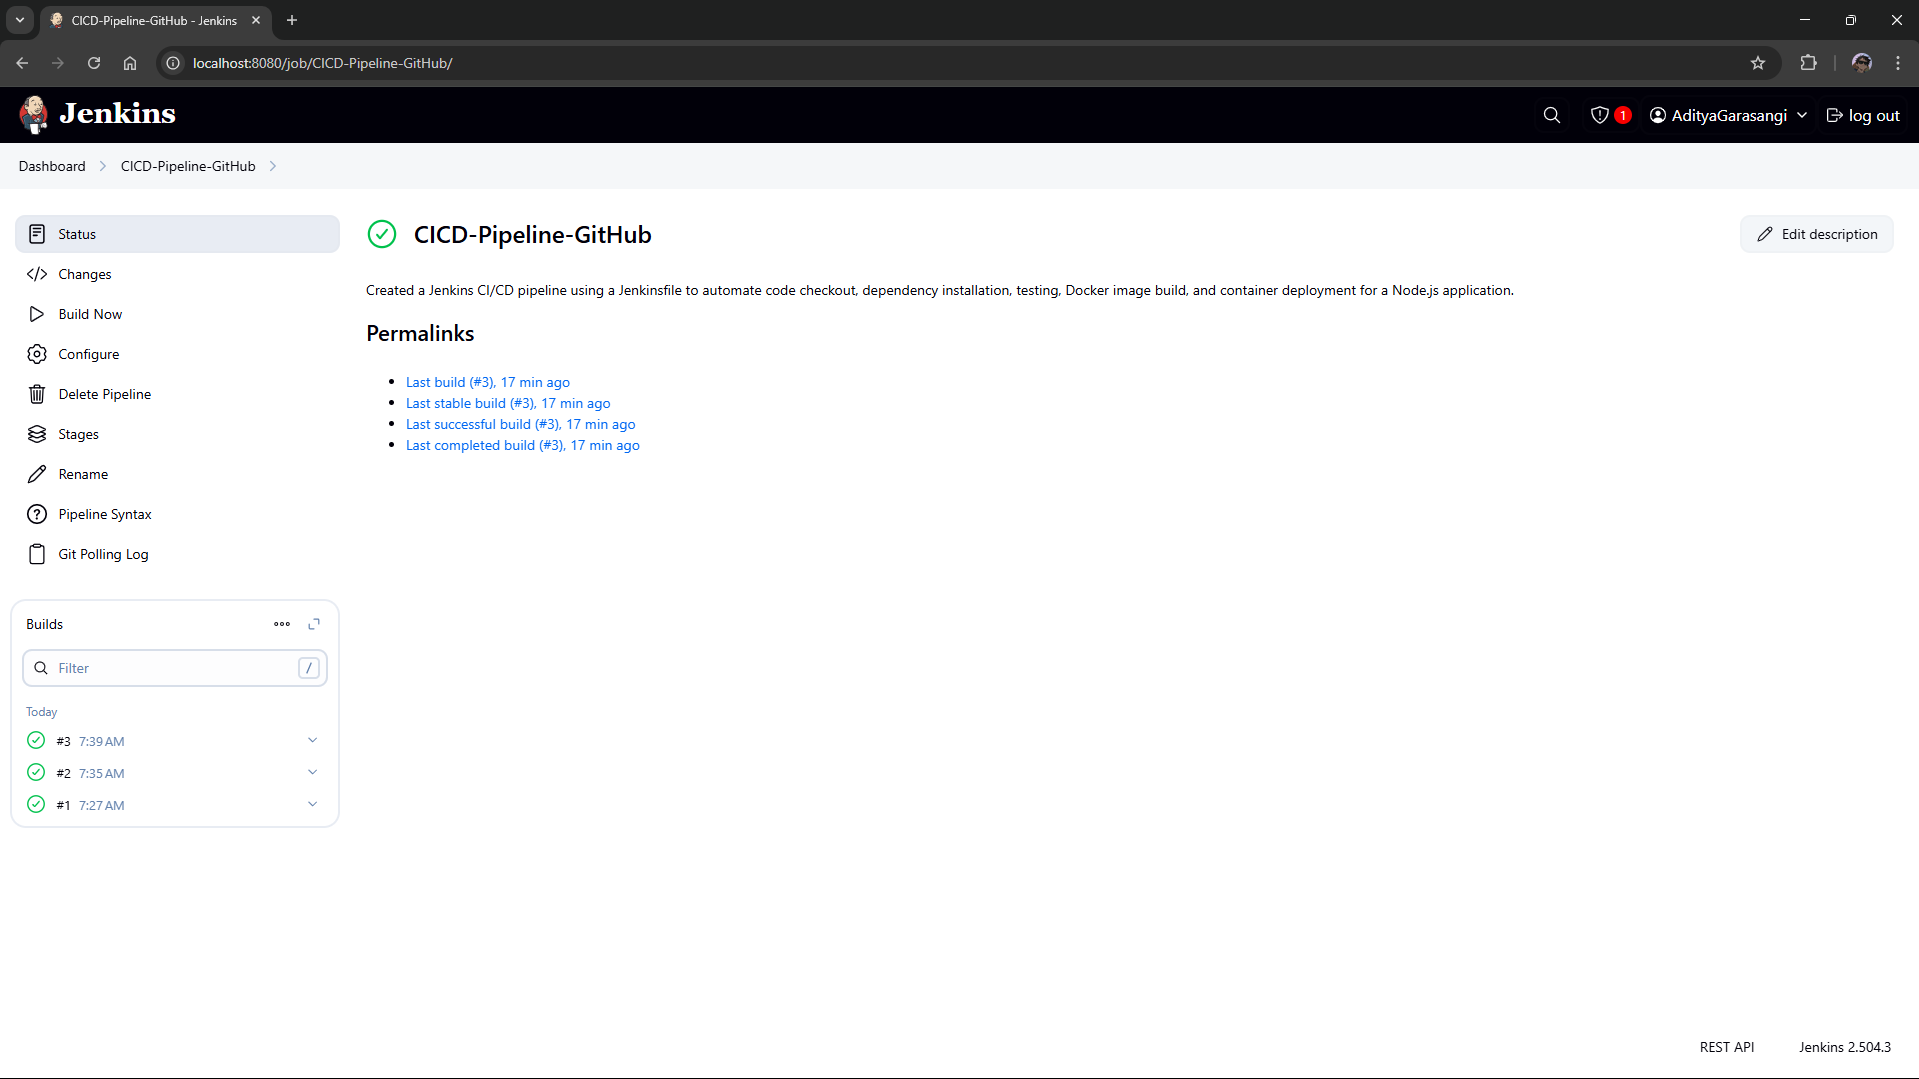 CICD-Pipeline-GitHub - Jenkins
localhost:8080/job/CICD-Pipeline-GitHub/
Jenkins
1
AdityaGarasangi
log out
Dashboard
CICD-Pipeline-GitHub
Status
Changes
Build Now
Configure
Delete Pipeline
Stages
Rename
Pipeline Syntax
Git Polling Log
Builds
Filter
/
Today
#3 7:39 AM
#2 7:35 AM
#1 7:27 AM
CICD-Pipeline-GitHub
Edit description
Created a Jenkins CI/CD pipeline using a Jenkinsfile to automate code checkout, dependency installation, testing, Docker image build, and container deployment for a Node.js application.
Permalinks
Last build (#3), 17 min ago
Last stable build (#3), 17 min ago
Last successful build (#3), 17 min ago
Last completed build (#3), 17 min ago
REST API
Jenkins 2.504.3